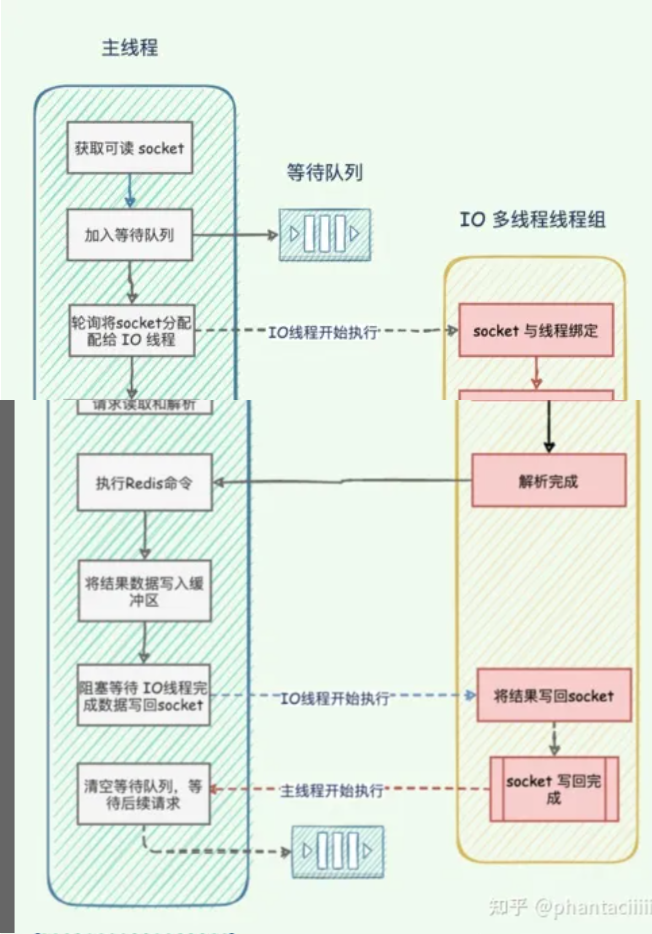 主线程
获取可读 socket
等待队列
加入等待队列
IO 多线程线程组
轮询将socket分配
配给 IO 线程
IO线程开始执行
socket 与线程绑定
请求读取和解析
执行Redis命令
解析完成
将结果数据写入缓
冲区
阻塞等待 IO线程完
成数据写回socket
IO线程开始执行
将结果写回socket
清空等待队列，等
待后续请求
主线程开始执行
socket 写回完
成
知乎 @phantaciiiii